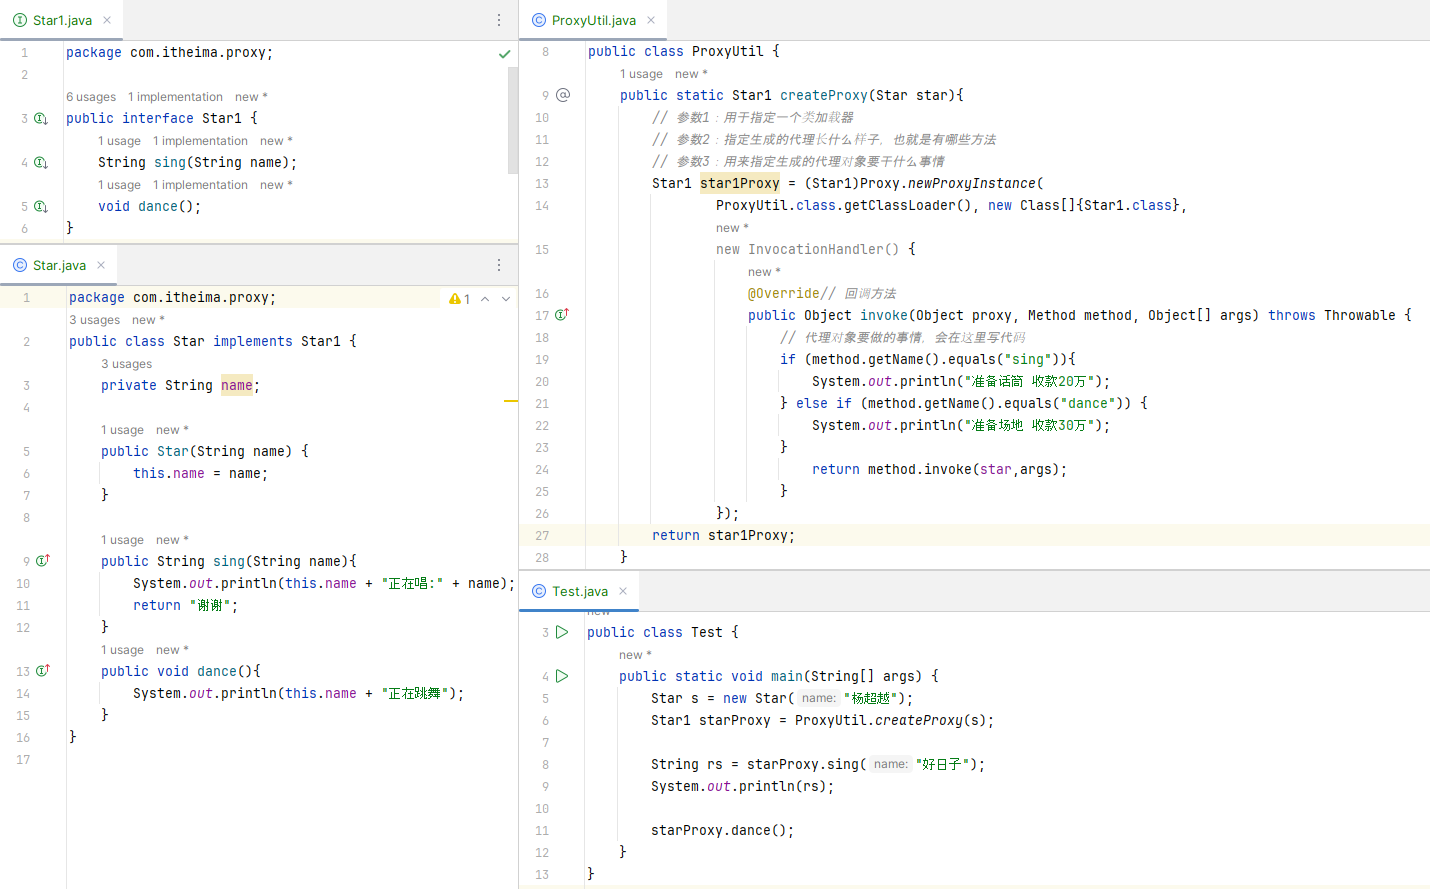 Star1.java
1 package com.itheima.proxy;
2
6 usages 1 implementation new *
3 public interface Star1 {
1 usage 1 implementation new *
4 String sing(String name);
1 usage 1 implementation new *
5 void dance();
6 }
Star.java
1 package com.itheima.proxy; 1
3 usages new *
2 public class Star implements Star1 {
3 usages
3 private String name;
4
1 usage new *
5 public Star(String name) {
6 this.name = name;
7 }
8
1 usage new *
9 public String sing(String name){
10 System.out.println(this.name + "正在唱:" + name);
11 return "谢谢";
12 }
1 usage new *
13 public void dance(){
14 System.out.println(this.name + "正在跳舞");
15 }
16 }
17
ProxyUtil.java
8 public class ProxyUtil {
1 usage new *
9 @ public static Star1 createProxy(Star star){
10 // 参数1：用于指定一个类加载器
11 // 参数2：指定生成的代理长什么样子，也就是有哪些方法
12 // 参数3：用来指定生成的代理对象要干什么事情
13 Star1 star1Proxy = (Star1)Proxy.newProxyInstance(
14 ProxyUtil.class.getClassLoader(), new Class[]{Star1.class},
new *
15 new InvocationHandler() {
new *
16 @Override// 回调方法
17 public Object invoke(Object proxy, Method method, Object[] args) throws Throwable {
18 // 代理对象要做的事情，会在这里写代码
19 if (method.getName().equals("sing")){
20 System.out.println("准备话筒 收款20万");
21 } else if (method.getName().equals("dance")) {
22 System.out.println("准备场地 收款30万");
23 }
24 return method.invoke(star,args);
25 }
26 });
27 return star1Proxy;
28 }
Test.java
new *
3 public class Test {
new *
4 public static void main(String[] args) {
5 Star s = new Star( name: "杨超越");
6 Star1 starProxy = ProxyUtil.createProxy(s);
7
8 String rs = starProxy.sing( name: "好日子");
9 System.out.println(rs);
10
11 starProxy.dance();
12 }
13 }